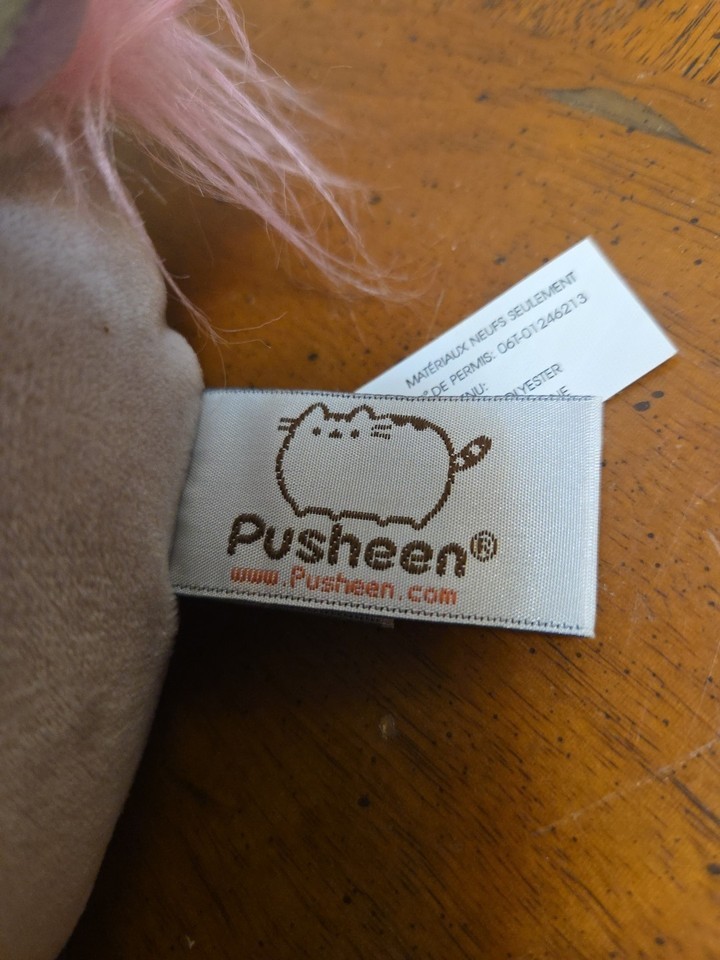 MATÉRIAUX NEUFS SEULEMENT
DE PERMIS: 06T-01246213
Pusheen®
www.Pusheen.com